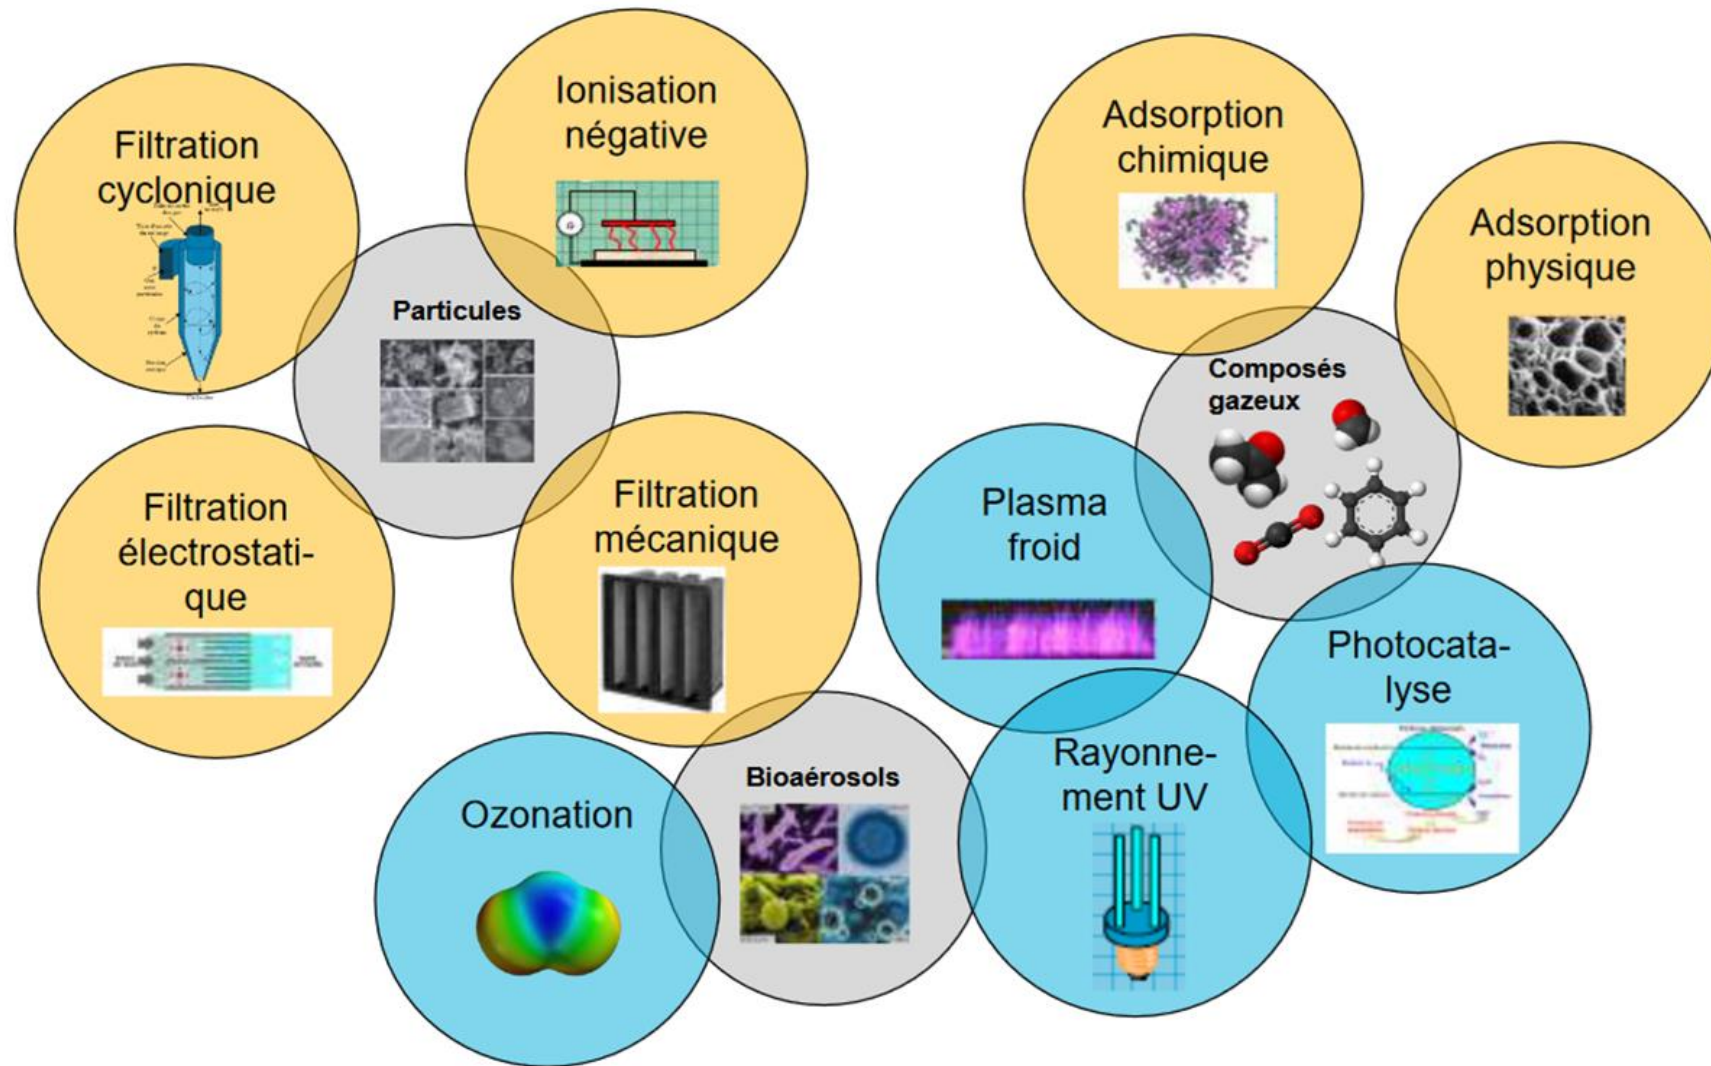 Ionisation
négative
Filtration
cyclonique
Adsorption
chimique
Adsorption
physique
Particules
Composés
gazeux
Filtration
électrostati-
que
Filtration
mécanique
Plasma
froid
Photocata-
lyse
Rayonne-
ment UV
Bioaérosols
Ozonation